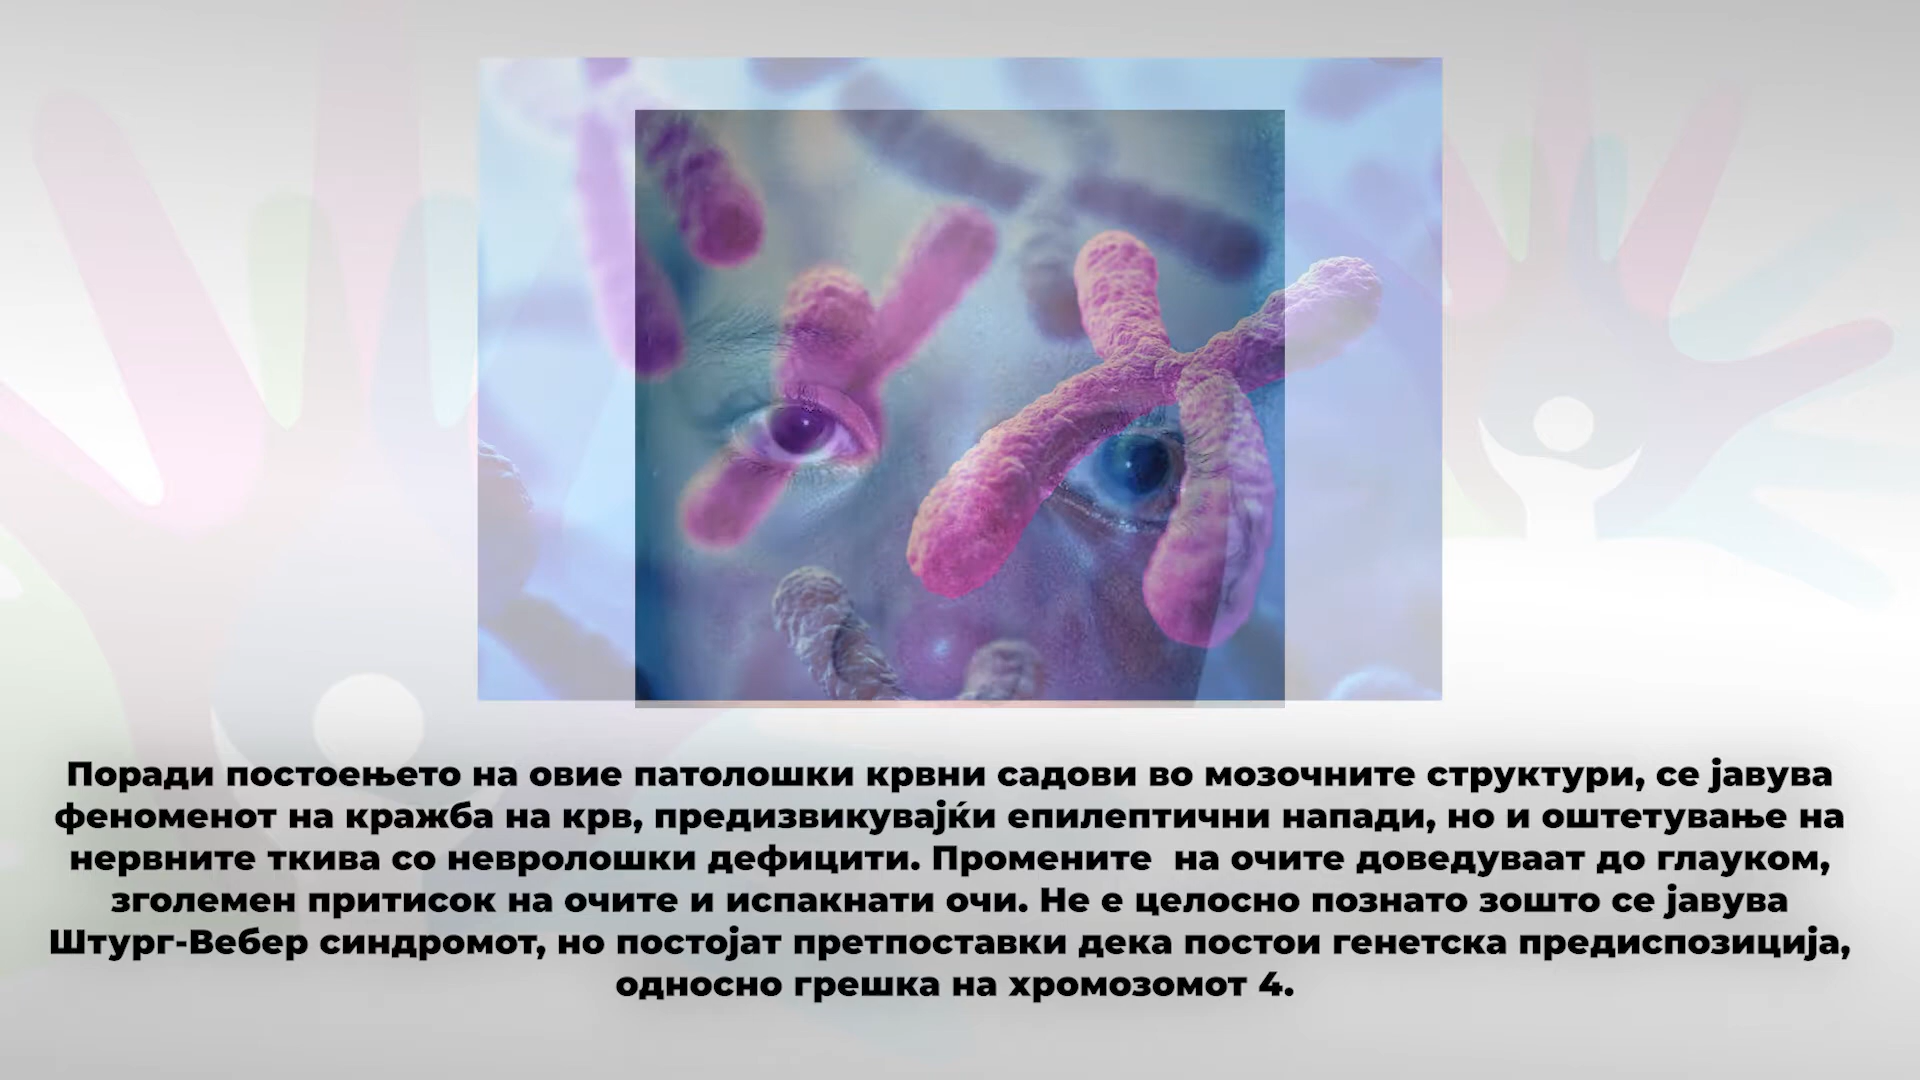 Поради постоењето на овие патолошки крвни садови во мозочните структури, се јавува
феноменот на кражба на крв, предизвикувајќи епилептични напади, но и оштетување на
нервните ткива со невролошки дефицити. Промените  на очите доведуваат до глауком,
зголемен притисок на очите и испакнати очи. Не е целосно познато зошто се јавува
Штург-Вебер синдромот, но постојат претпоставки дека постои генетска предиспозиција,
односно грешка на хромозомот 4.